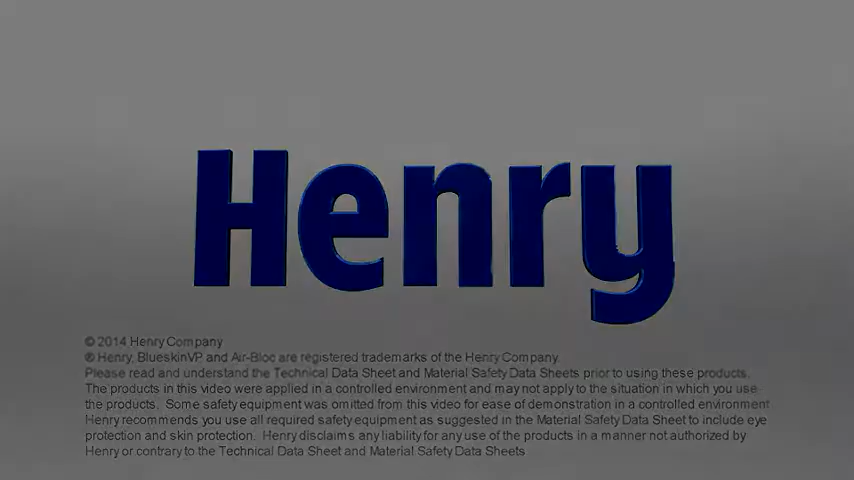 Henry
© 2014 Henry Company
® Henry, BlueskinVP and Air-Bloc are registered trademarks of the Henry Company.
Please read and understand the Technical Data Sheet and Material Safety Data Sheets prior to using these products.
The products in this video were applied in a controlled environment and may not apply to the situation in which you use
the products. Some safety equipment was omitted from this video for ease of demonstration in a controlled environment
Henry recommends you use all required safety equipment as suggested in the Material Safety Data Sheet to include eye
protection and skin protection. Henry disclaims any liability for any use of the products in a manner not authorized by
Henry or contrary to the Technical Data Sheet and Material Safety Data Sheets